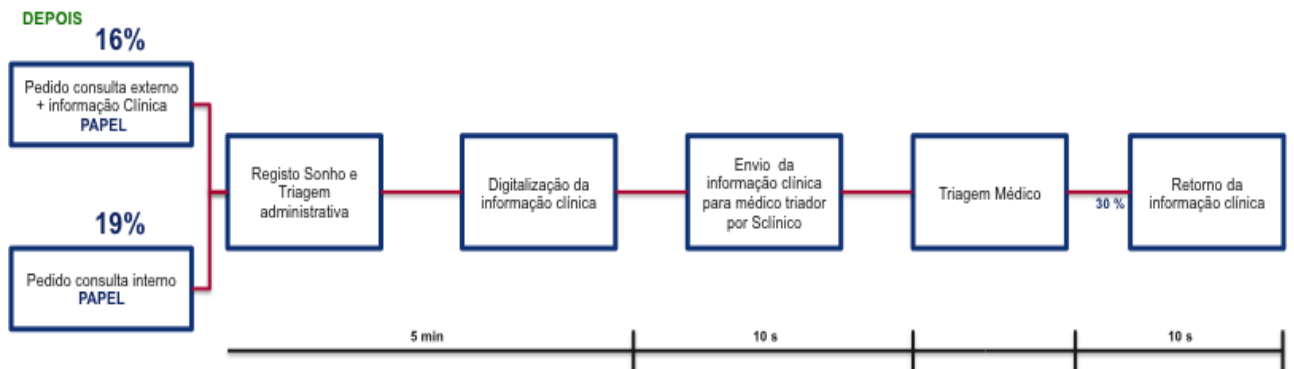 DEPOIS
16%
Pedido consulta externo
+ informação Clínica
PAPEL
19%
Pedido consulta interno
PAPEL
Registo Sonho e
Triagem
administrativa
Digitalização da
informação clínica
Envio da
informação clínica
para médico triador
por Sclínico
Triagem Médico
30 %
Retorno da
informação clínica
5 min
10 s
10 s